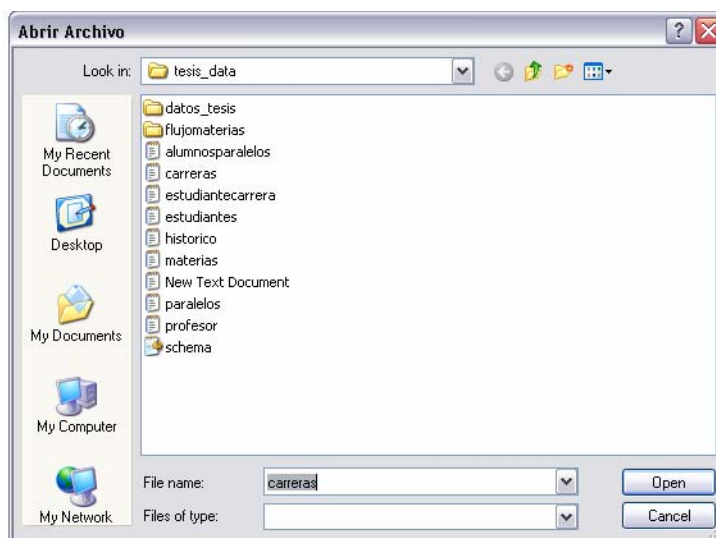 Abrir Archivo
Look in: tesis_data
My Recent
Documents
Desktop
My Documents
My Computer
My Network
datos_tesis
flujomaterias
alumnosparalelos
carreras
estudiantecarrera
estudiantes
historico
materias
New Text Document
paralelos
profesor
schema
File name: carreras Open
Files of type: Cancel